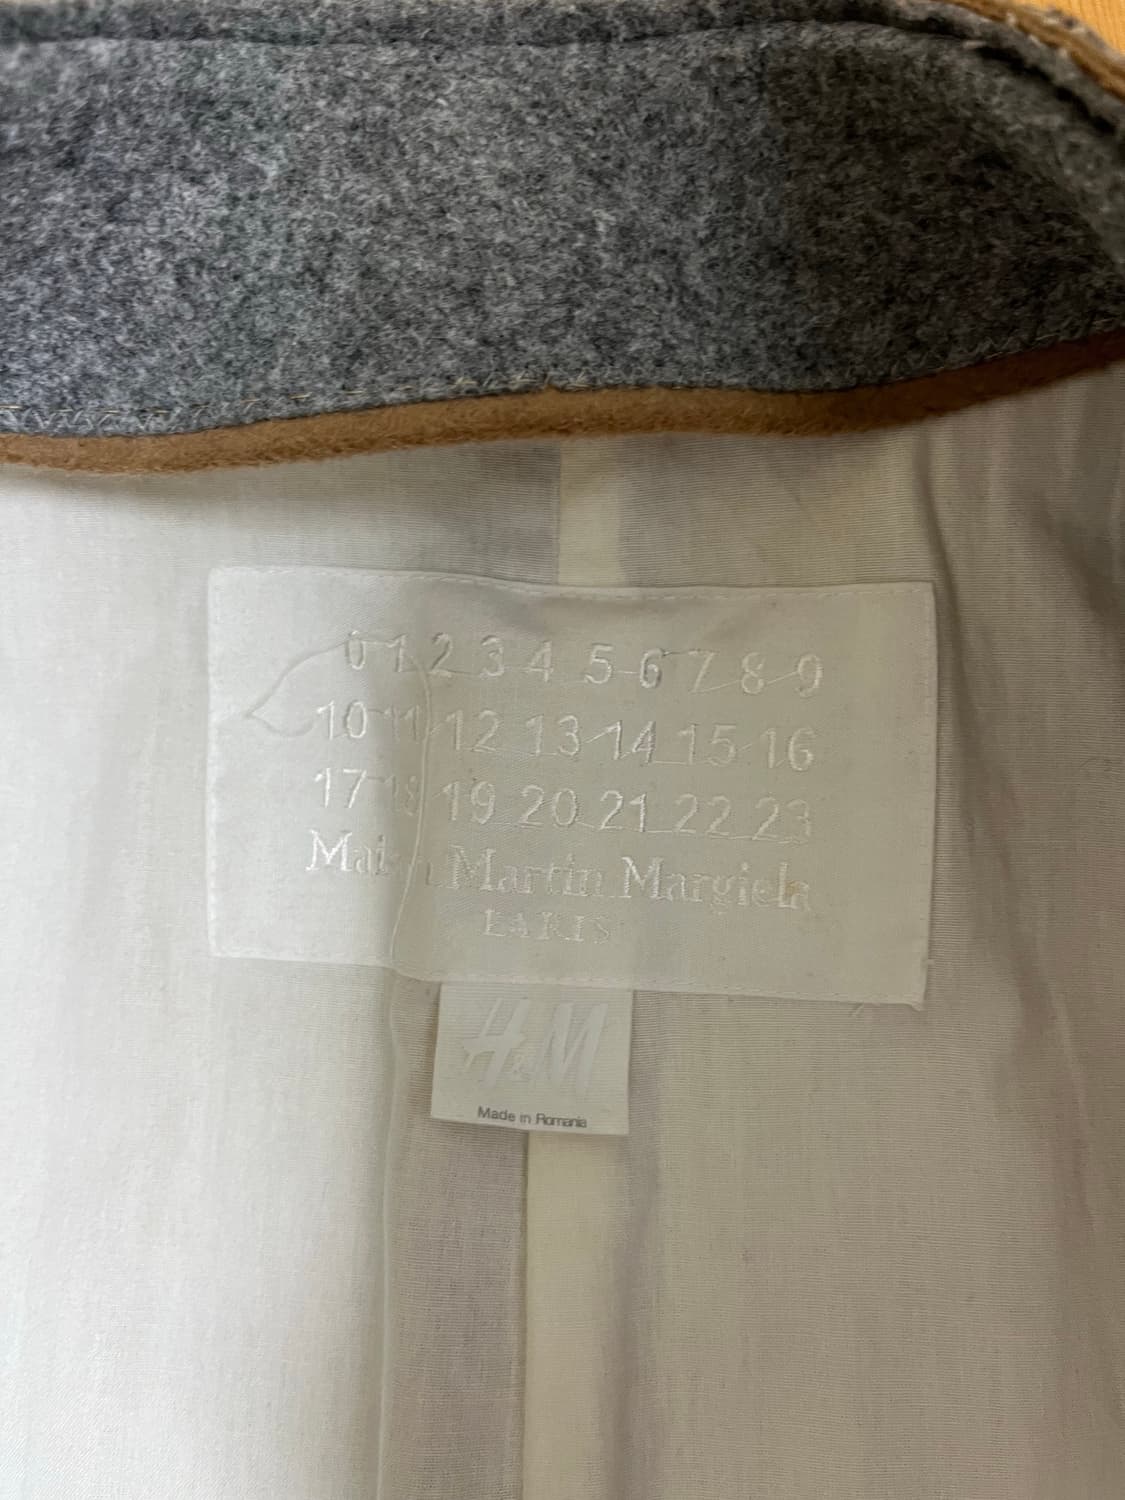 0 1 2 3 4 5 6 7 8 9
10 11 12 13 14 15 16
17 18 19 20 21 22 23
Maison Martin Margiela
PARIS
H&M
Made in Romania